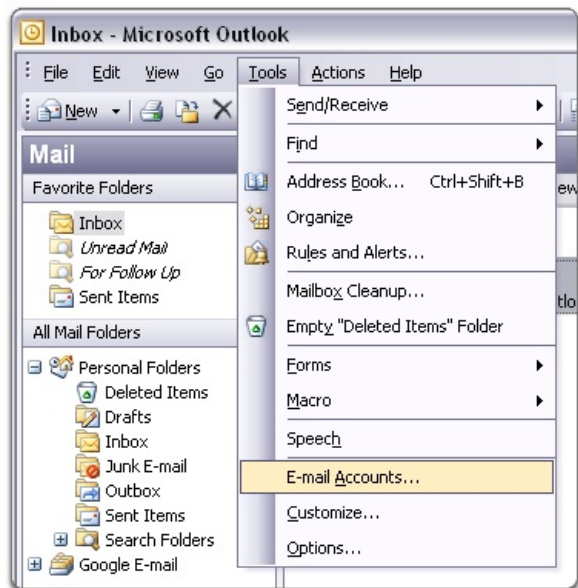 Inbox - Microsoft Outlook
File Edit View Go Tools Actions Help
New
Send/Receive
Find
Address Book... Ctrl+Shift+B
Organize
Rules and Alerts...
Mailbox Cleanup...
Empty "Deleted Items" Folder
Forms
Macro
Speech
E-mail Accounts...
Customize...
Options...
Mail
Favorite Folders
Inbox
Unread Mail
For Follow Up
Sent Items
All Mail Folders
Personal Folders
Deleted Items
Drafts
Inbox
Junk E-mail
Outbox
Sent Items
Search Folders
Google E-mail